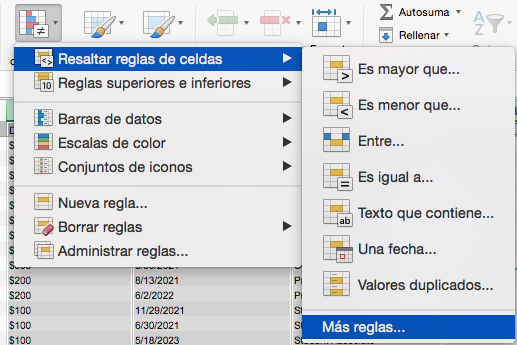 Autosuma
Rellenar
A
Z
Resaltar reglas de celdas
Reglas superiores e inferiores
10
Barras de datos
Escalas de color
Conjuntos de iconos
Nueva regla...
Borrar reglas
Administrar reglas...
Es mayor que...
Es menor que...
Entre...
Es igual a...
Texto que contiene...
ab
Una fecha...
Valores duplicados...
Más reglas...
$200 8/13/2021
$200 6/2/2022
$100 11/29/2021
$100 6/30/2021
$100 5/18/2023